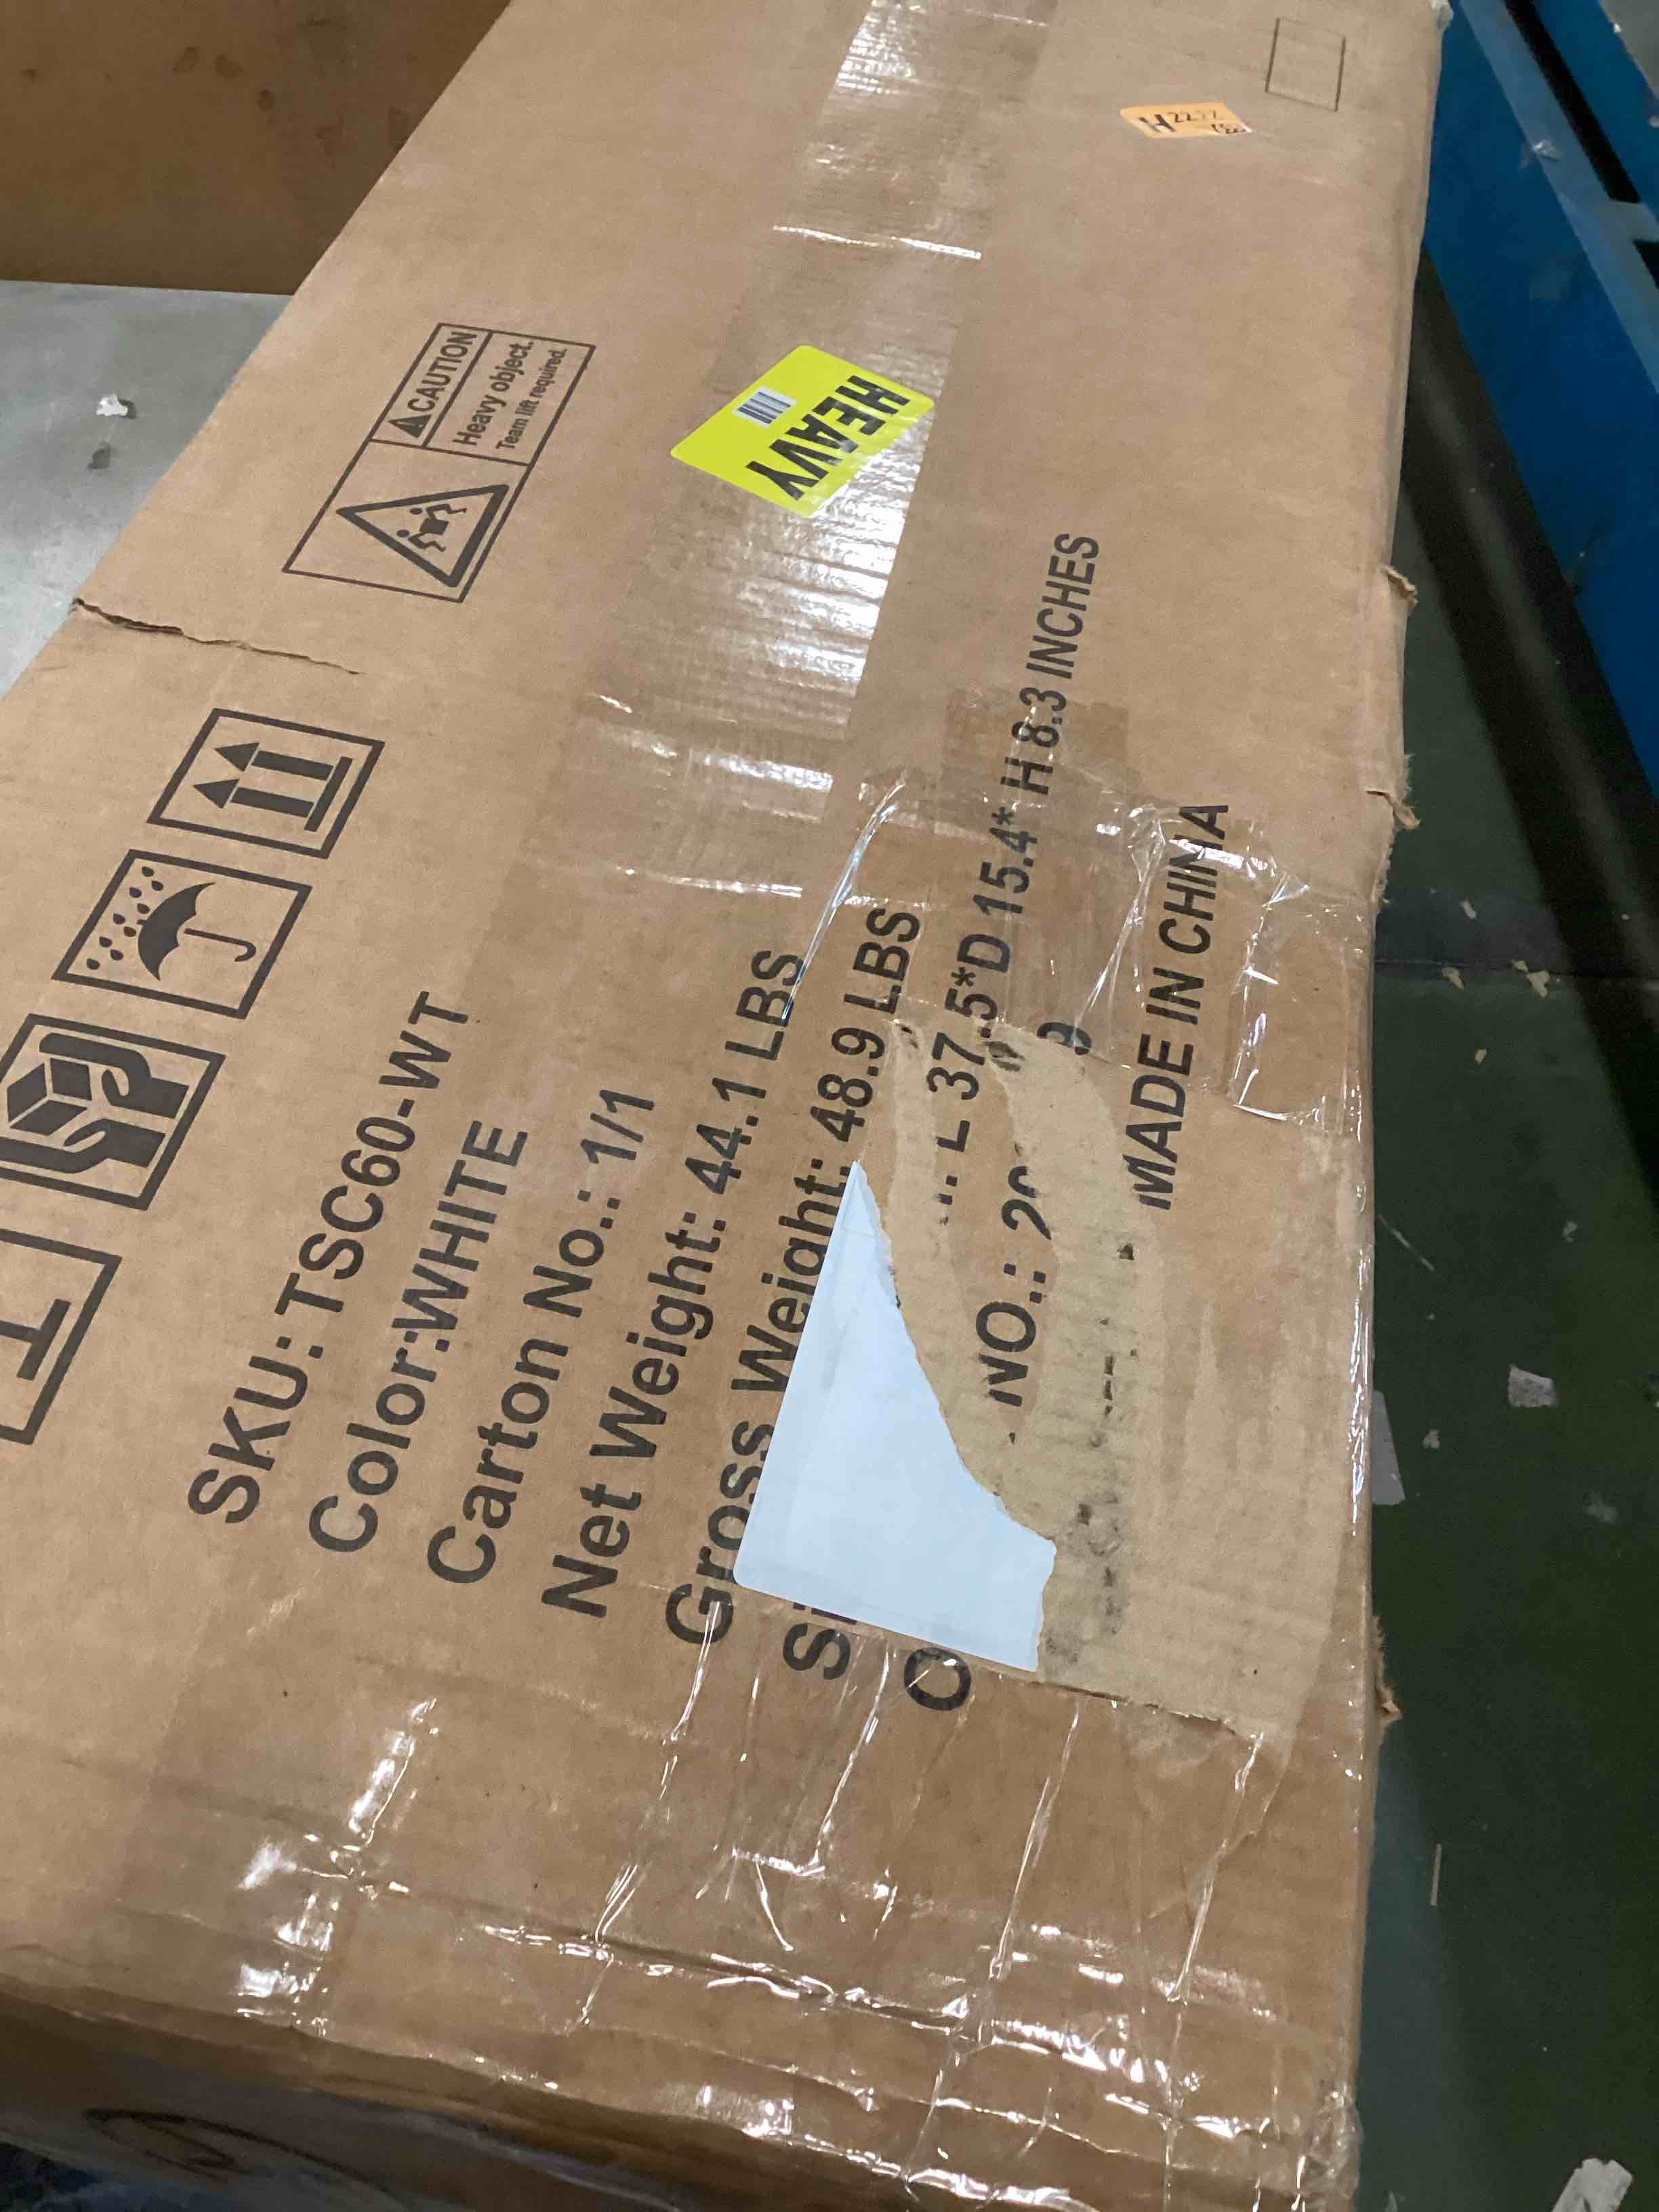 CAUTION
Heavy object.
Team lift required.
HEAVY
SKU: TSC60-WT
Color:WHITE
Carton No.: 1/1
Net Weight: 44.1 LBS
Gross Weight: 48.9 LBS
L 37.5*D 15.4* H 8.3 INCHES
NO.:
MADE IN CHINA